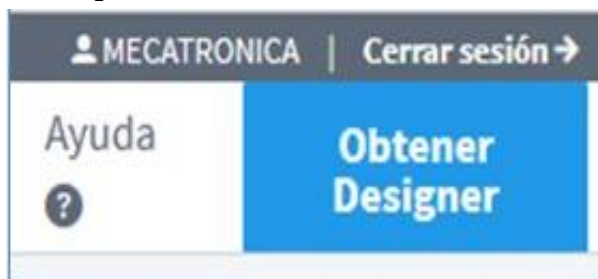 MECATRONICA | Cerrar sesión →
Ayuda
?
Obtener
Designer